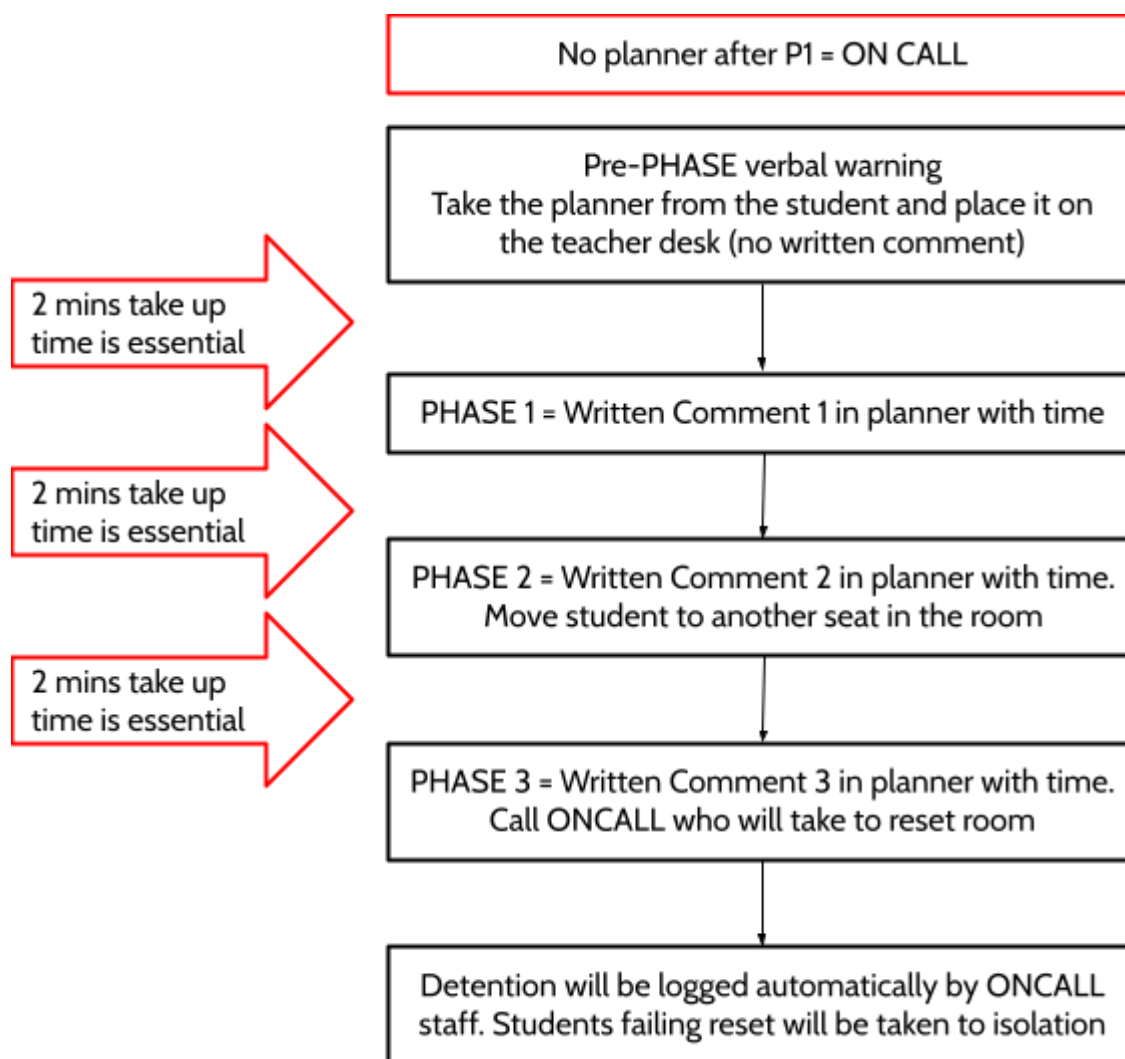 No planner after P1 = ON CALL
Pre-PHASE verbal warning
Take the planner from the student and place it on
the teacher desk (no written comment)
2 mins take up
time is essential
PHASE 1 = Written Comment 1 in planner with time
2 mins take up
time is essential
PHASE 2 = Written Comment 2 in planner with time.
Move student to another seat in the room
2 mins take up
time is essential
PHASE 3 = Written Comment 3 in planner with time.
Call ONCALL who will take to reset room
Detention will be logged automatically by ONCALL
staff. Students failing reset will be taken to isolation